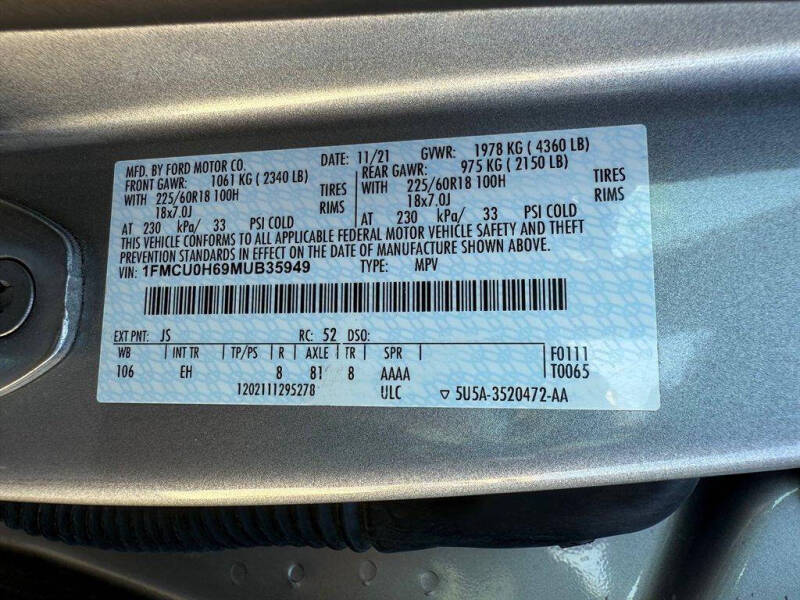 MFD. BY FORD MOTOR CO. DATE: 11/21 GVWR: 1978 KG ( 4360 LB)
FRONT GAWR: 1061 KG ( 2340 LB) REAR GAWR: 975 KG ( 2150 LB)
WITH 225/60R18 100H TIRES WITH 225/60R18 100H TIRES
18x7.0J RIMS 18x7.0J RIMS
AT 230 kPa/ 33 PSI COLD AT 230 kPa/ 33 PSI COLD
THIS VEHICLE CONFORMS TO ALL APPLICABLE FEDERAL MOTOR VEHICLE SAFETY AND THEFT
PREVENTION STANDARDS IN EFFECT ON THE DATE OF MANUFACTURE SHOWN ABOVE.
VIN: 1FMCU0H69MUB35949 TYPE: MPV
EXT PNT: JS RC: 52 DSO:
WB INT TR TP/PS R AXLE TR SPR F0111
106 EH 8 81 8 AAAA T0065
1202111295278 ULC ▽ 5U5A-3520472-AA